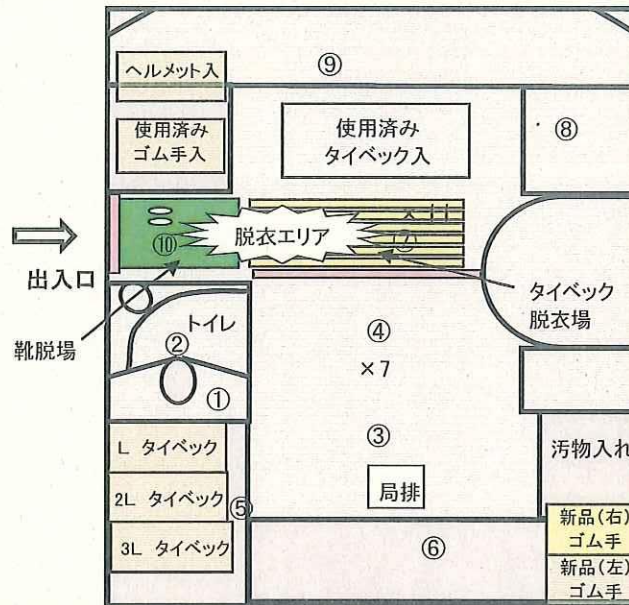 ⑨
ヘルメット入
使用済み
ゴム手入
使用済み
タイベック入
⑧
脱衣エリア
⑩
⑦
出入口
靴脱場
タイベック
脱衣場
トイレ
②
①
④
×7
③
局排
L タイベック
2L タイベック
3L タイベック
⑤
⑥
汚物入れ
新品(右)
ゴム手
新品(左)
ゴム手